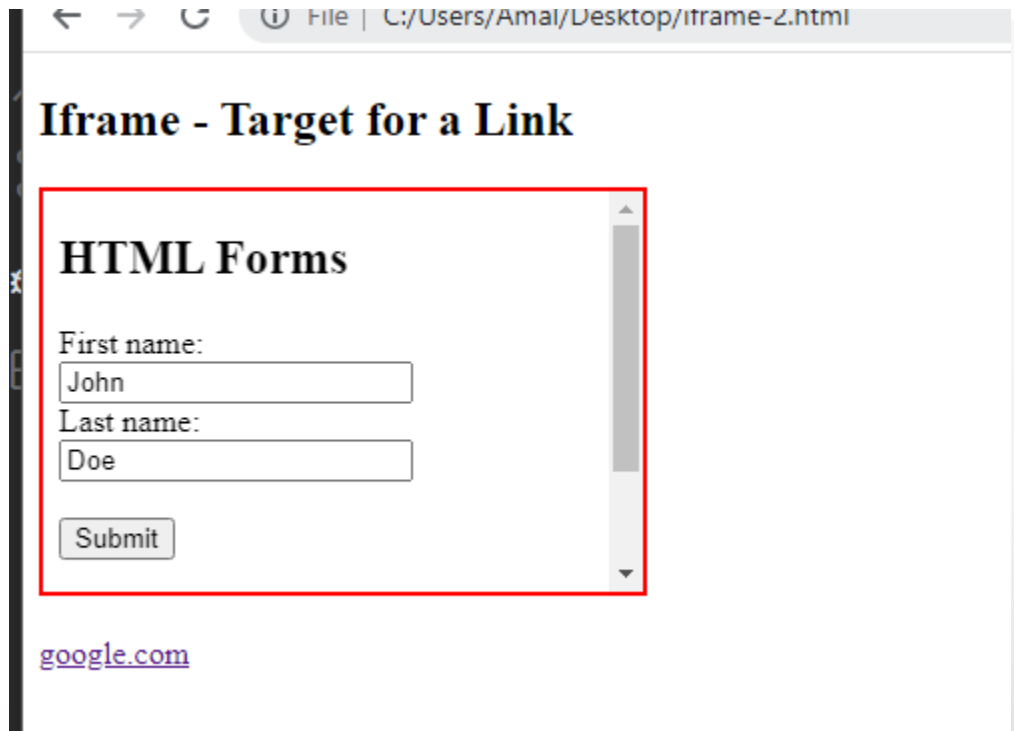 File | C:/Users/Amal/Desktop/iframe-2.html
Iframe - Target for a Link
HTML Forms
First name:
John
Last name:
Doe
Submit
google.com